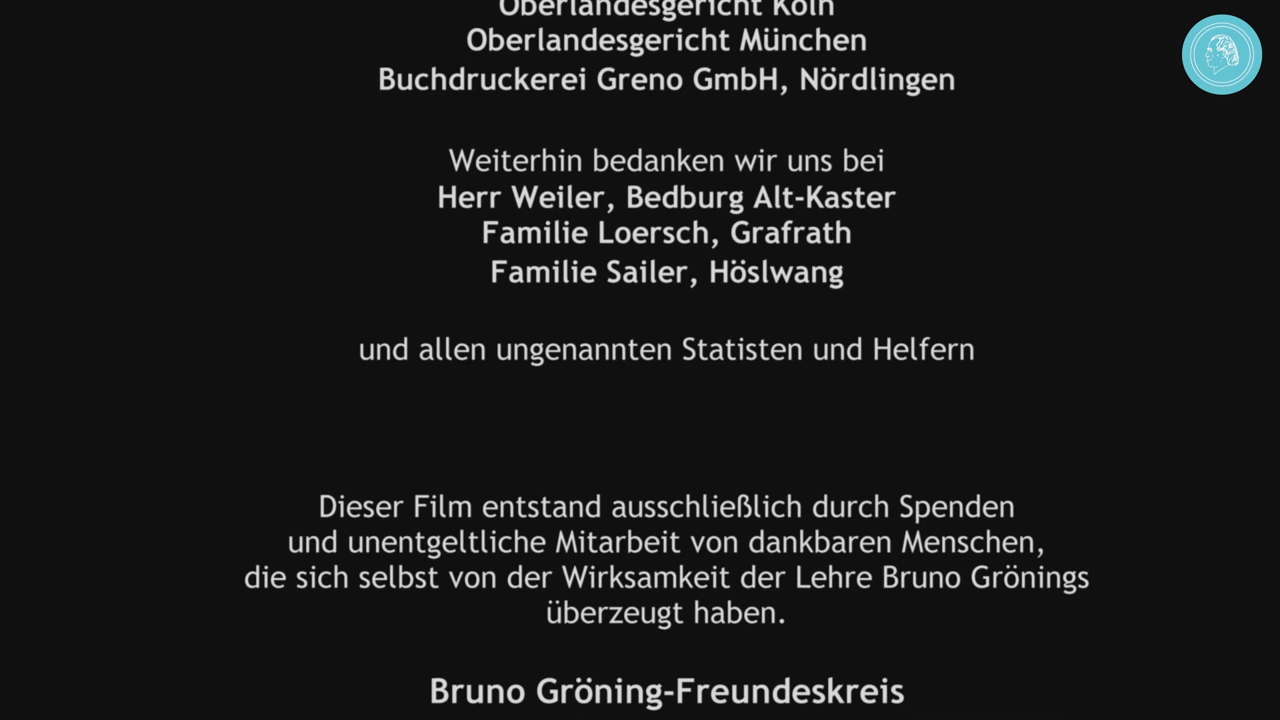 Oberlandesgericht Köln
Oberlandesgericht München
Buchdruckerei Greno GmbH, Nördlingen
Weiterhin bedanken wir uns bei
Herr Weiler, Bedburg Alt-Kaster
Familie Loersch, Grafrath
Familie Sailer, Höslwang
und allen ungenannten Statisten und Helfern
Dieser Film entstand ausschließlich durch Spenden
und unentgeltliche Mitarbeit von dankbaren Menschen,
die sich selbst von der Wirksamkeit der Lehre Bruno Grönings
überzeugt haben.
Bruno Gröning-Freundeskreis